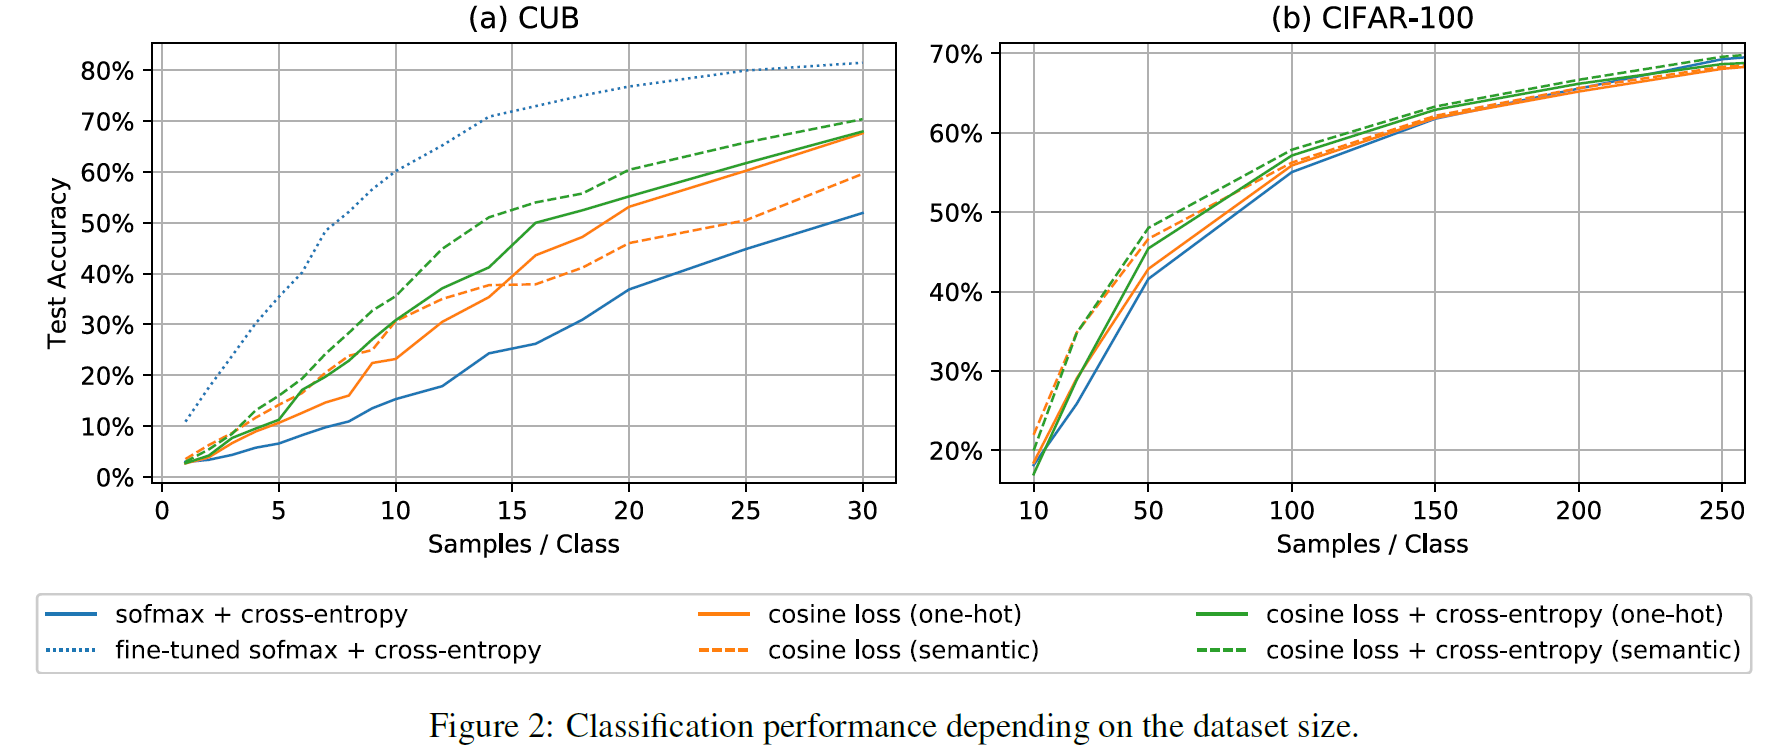 (a) CUB
80%
70%
60%
50%
40%
30%
20%
10%
0%
Test Accuracy
0 5 10 15 20 25 30
Samples / Class
(b) CIFAR-100
70%
60%
50%
40%
30%
20%
10 50 100 150 200 250
Samples / Class
sofmax + cross-entropy
fine-tuned sofmax + cross-entropy
cosine loss (one-hot)
cosine loss (semantic)
cosine loss + cross-entropy (one-hot)
cosine loss + cross-entropy (semantic)
Figure 2: Classification performance depending on the dataset size.